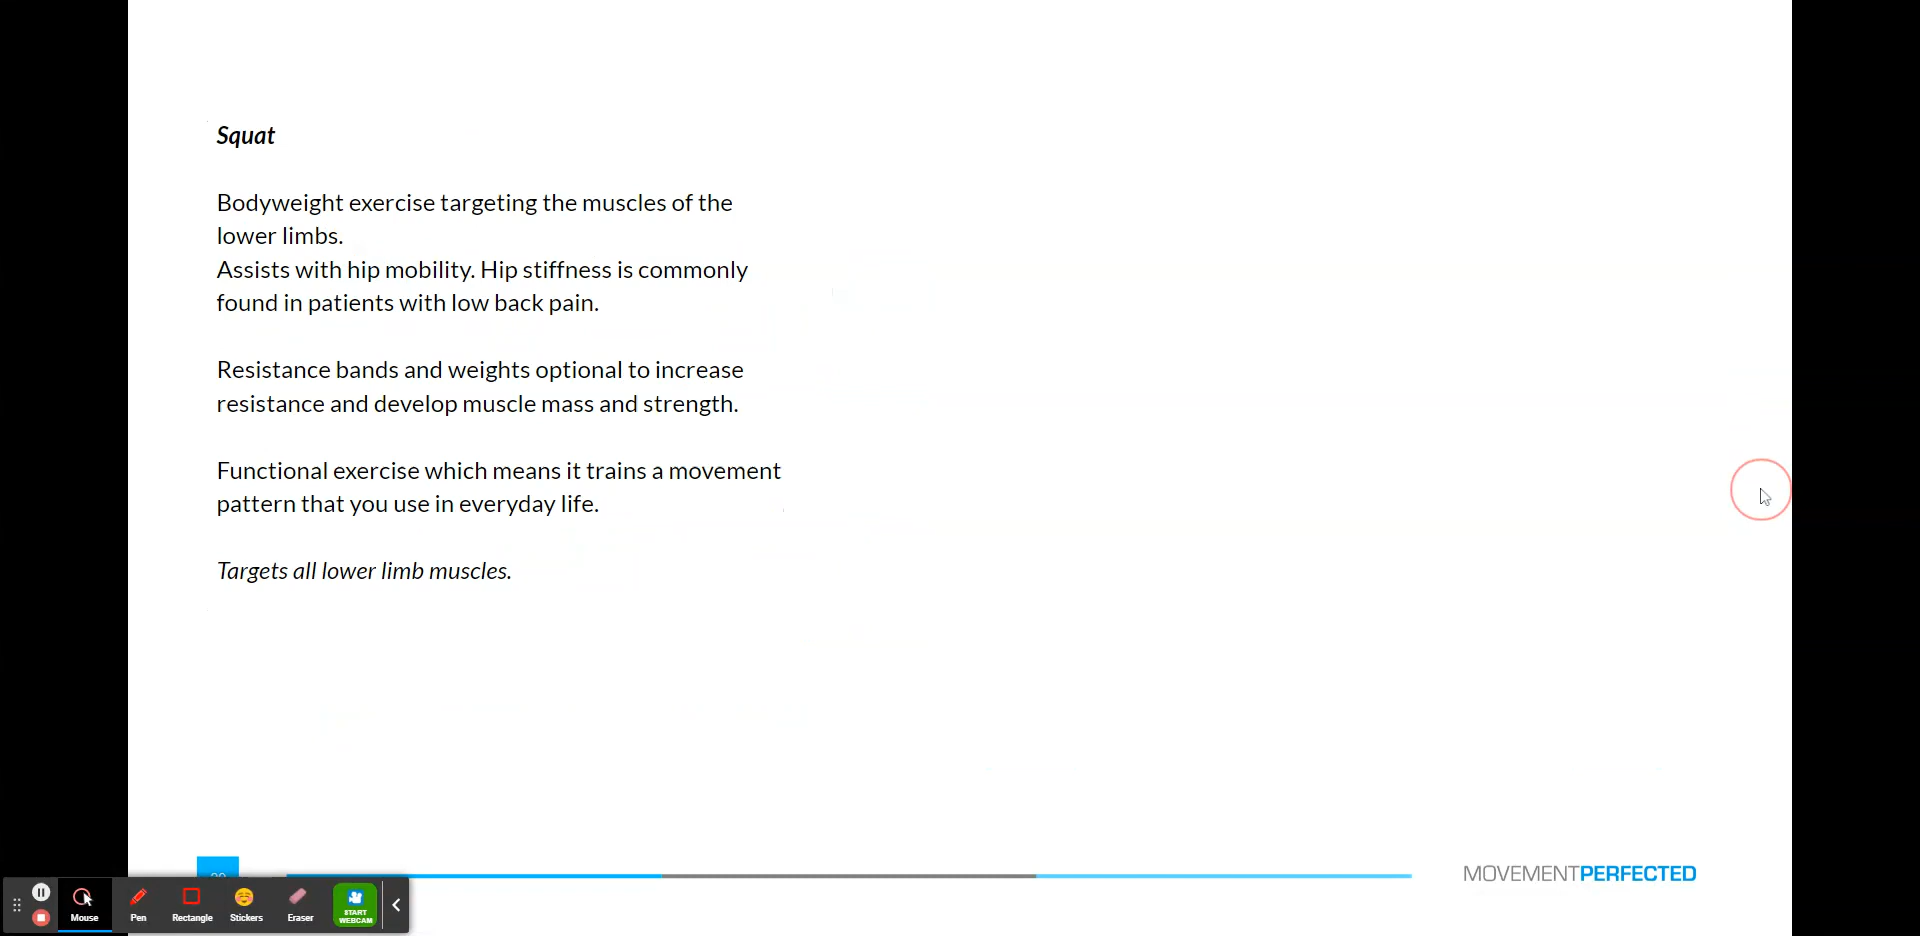 Squat
Bodyweight exercise targeting the muscles of the
lower limbs.
Assists with hip mobility. Hip stiffness is commonly
found in patients with low back pain.
Resistance bands and weights optional to increase
resistance and develop muscle mass and strength.
Functional exercise which means it trains a movement
pattern that you use in everyday life.
Targets all lower limb muscles.
MOVEMENTPERFECTED
Mouse
Pen
Rectangle
Stickers
Eraser
START
WEBCAM